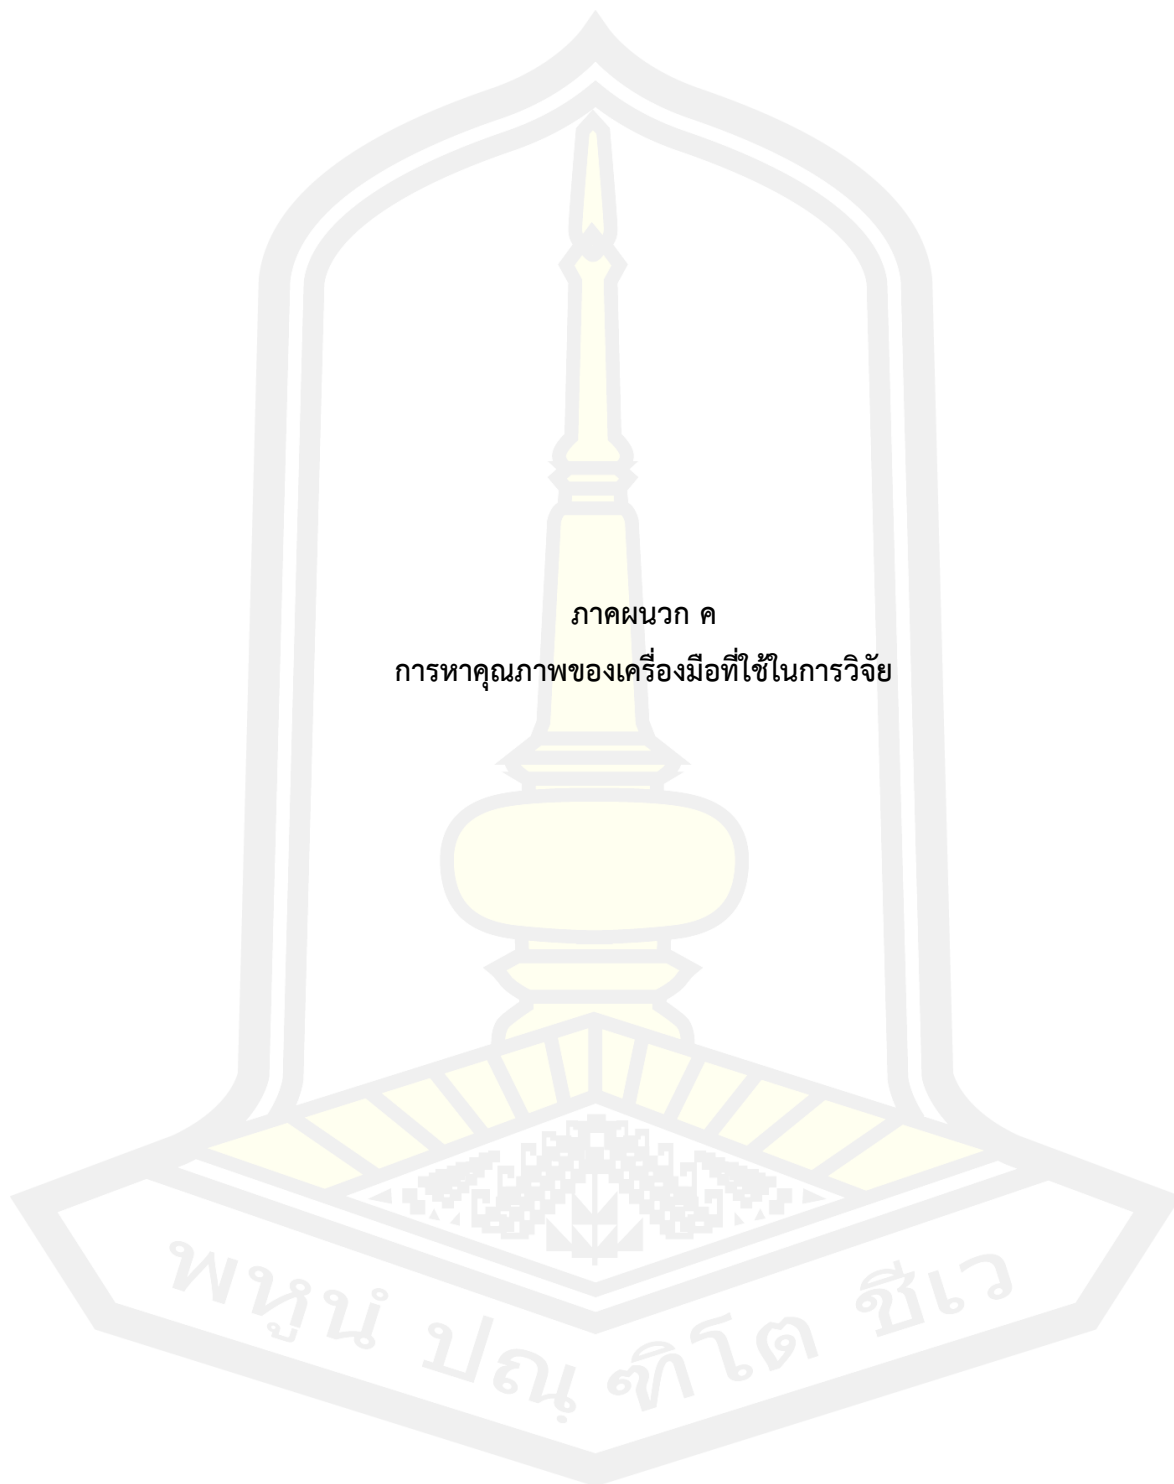 ภาคผนวก ค
การหาคุณภาพของเครื่องมือที่ใช้ในการวิจัย
พหูนํ ปณฺฑิโต ชีเว